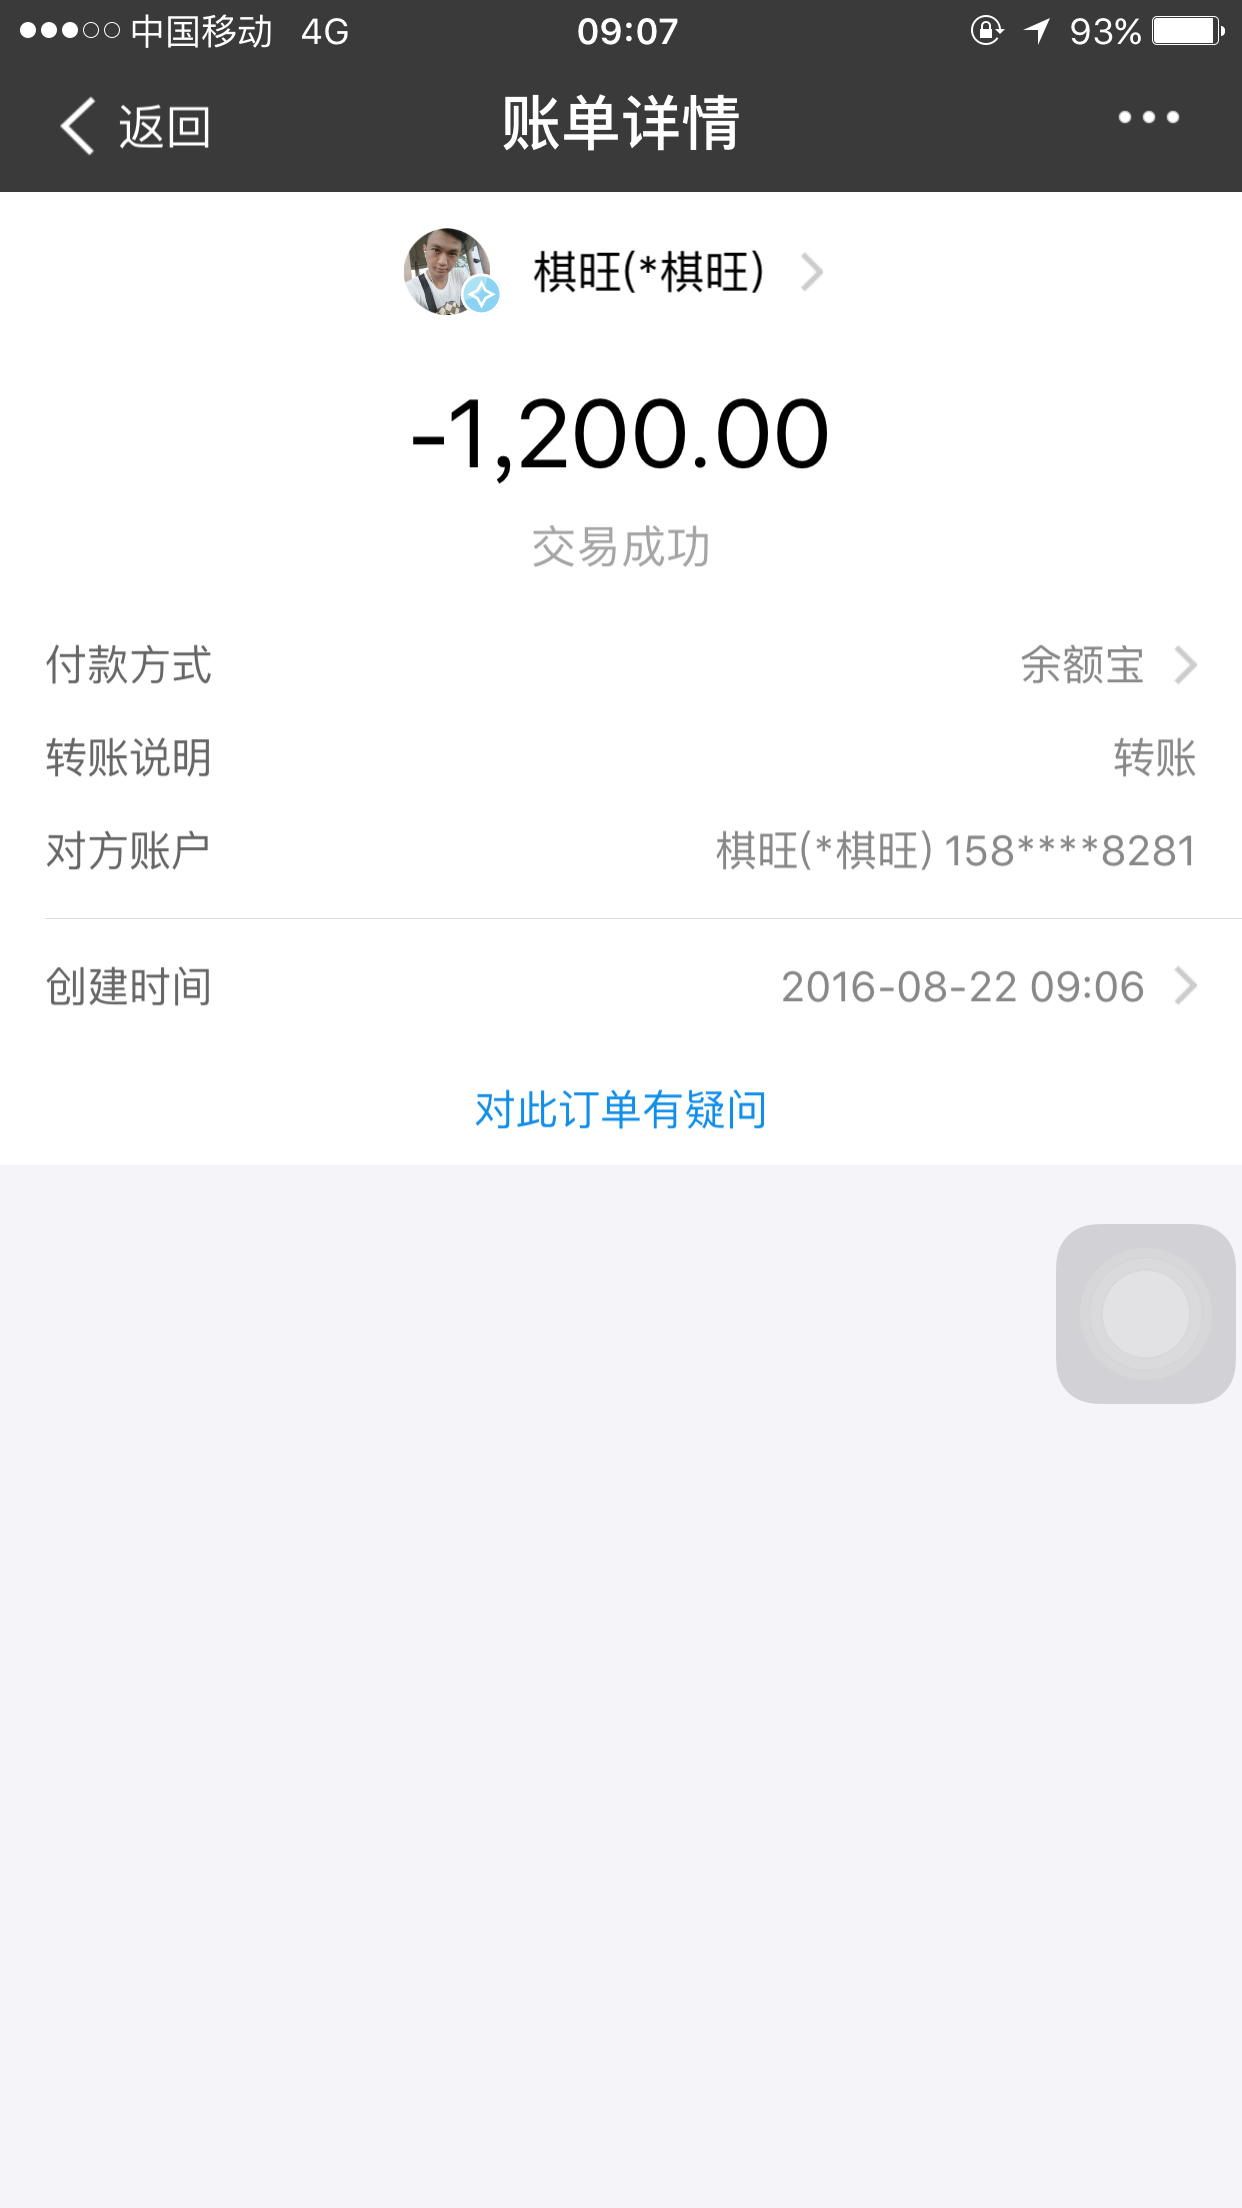 中国移动 4G 09:07 93%
返回 账单详情
棋旺(*棋旺)
-1,200.00
交易成功
付款方式 余额宝
转账说明 转账
对方账户 棋旺(*棋旺) 158****8281
创建时间 2016-08-22 09:06
对此订单有疑问